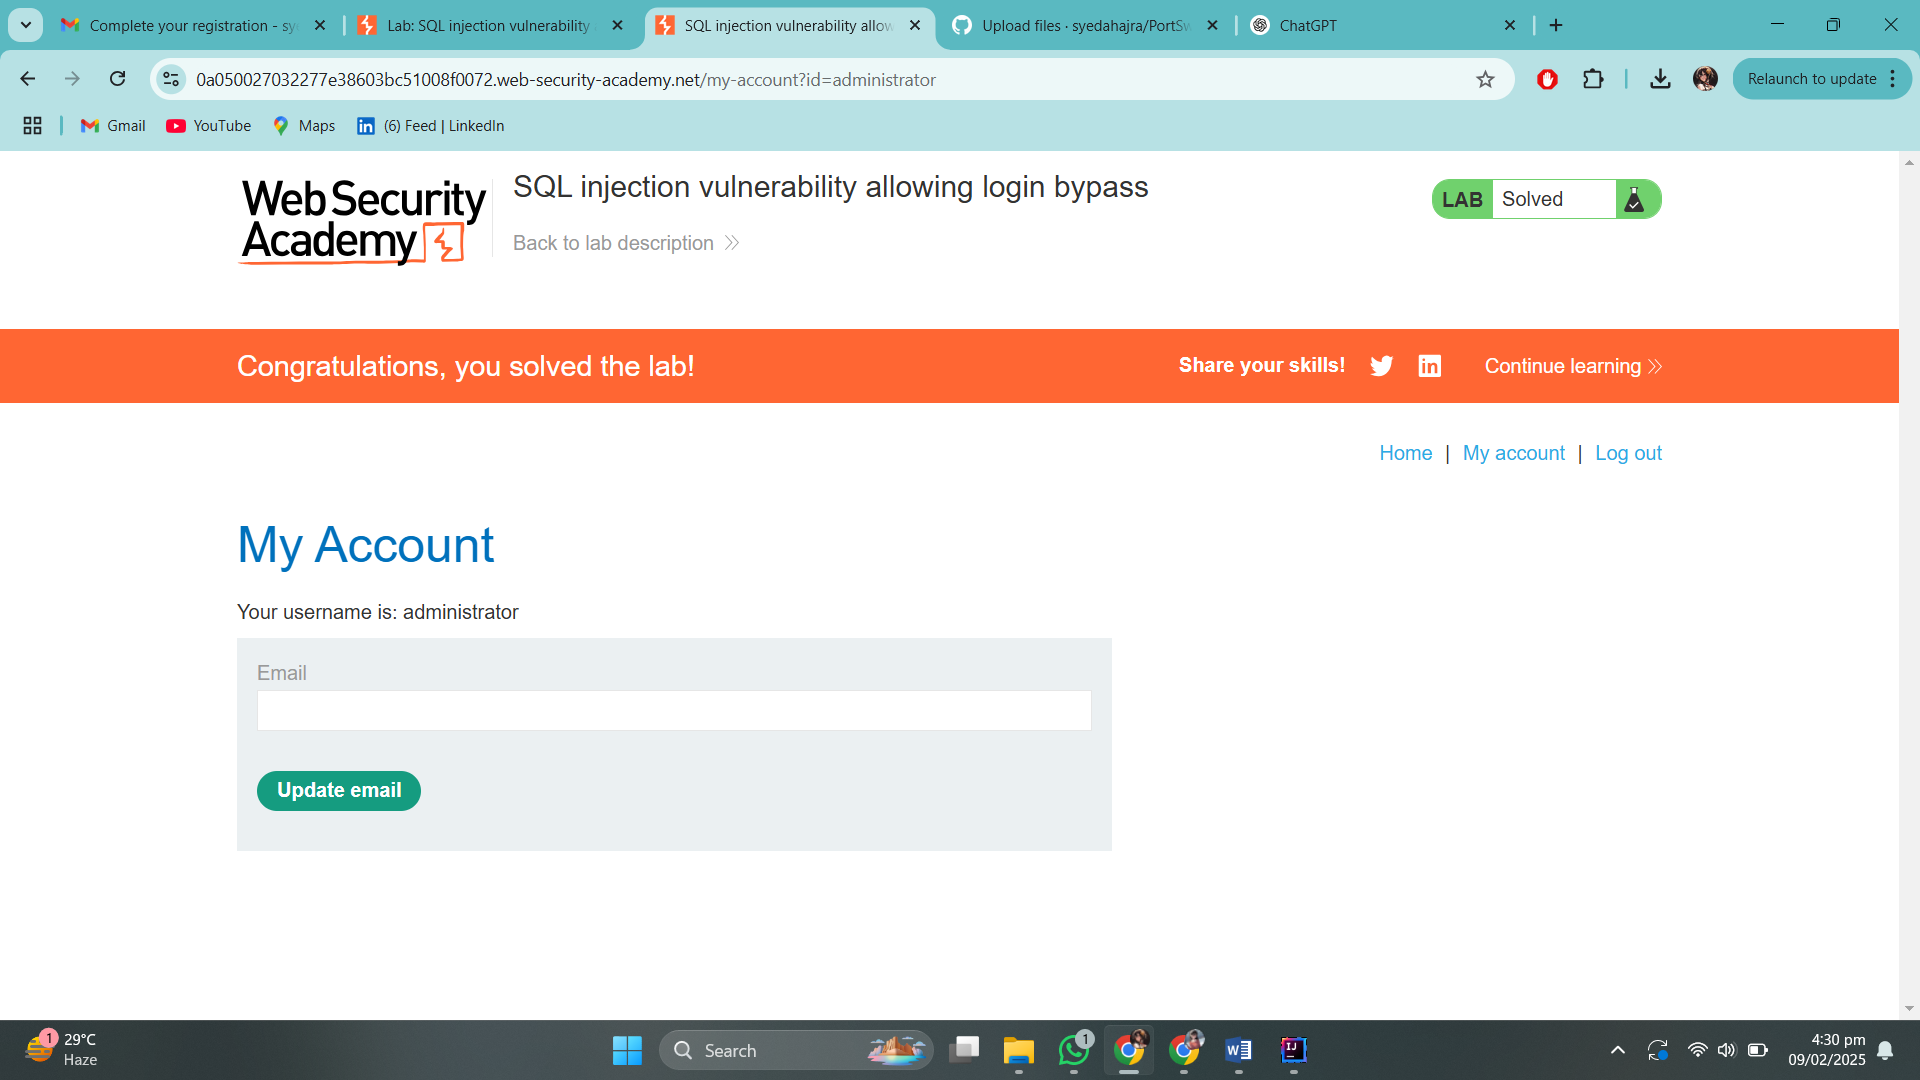 Complete your registration - sy
Lab: SQL injection vulnerability
SQL injection vulnerability allow
Upload files · syedahajra/PortSw
ChatGPT
0a050027032277e38603bc51008f0072.web-security-academy.net/my-account?id=administrator
Relaunch to update
Gmail
YouTube
Maps
(6) Feed | LinkedIn
Web Security
Academy
SQL injection vulnerability allowing login bypass
Back to lab description
LAB Solved
Congratulations, you solved the lab!
Share your skills!
Continue learning
Home | My account | Log out
My Account
Your username is: administrator
Email
Update email
1
29°C
Haze
Search
1
W
IJ
4:30 pm
09/02/2025